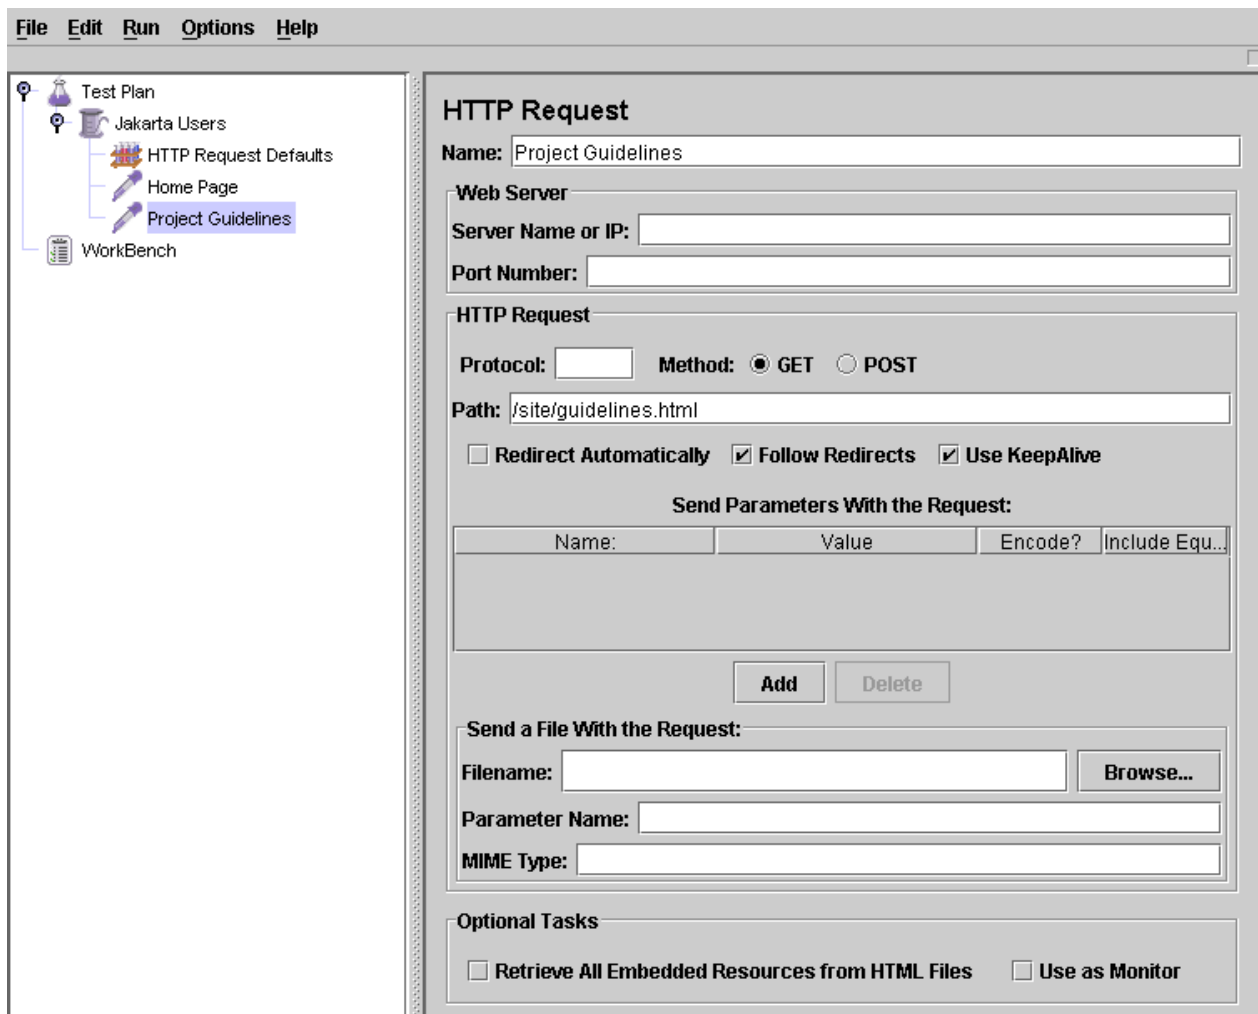 File Edit Run Options Help
Test Plan
Jakarta Users
HTTP Request Defaults
Home Page
Project Guidelines
WorkBench
HTTP Request
Name: Project Guidelines
Web Server
Server Name or IP:
Port Number:
HTTP Request
Protocol: Method: GET POST
Path: /site/guidelines.html
Redirect Automatically Follow Redirects Use KeepAlive
Send Parameters With the Request:
Name: Value Encode? Include Equ...
Add Delete
Send a File With the Request:
Filename: Browse...
Parameter Name:
MIME Type:
Optional Tasks
Retrieve All Embedded Resources from HTML Files Use as Monitor